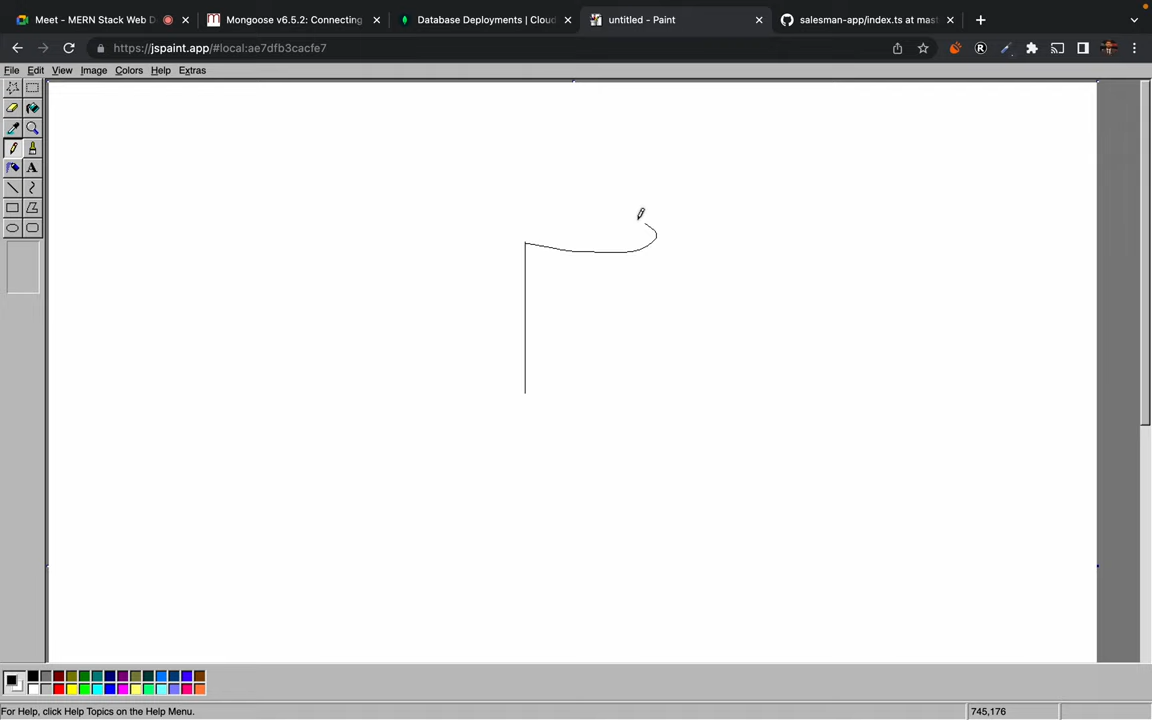 Meet - MERN Stack Web D
Mongoose v6.5.2: Connecting
Database Deployments | Cloud
untitled - Paint
salesman-app/index.ts at mast
https://jspaint.app/#local:ae7dfb3cacfe7
File Edit View Image Colors Help Extras
A
For Help, click Help Topics on the Help Menu.
745,176